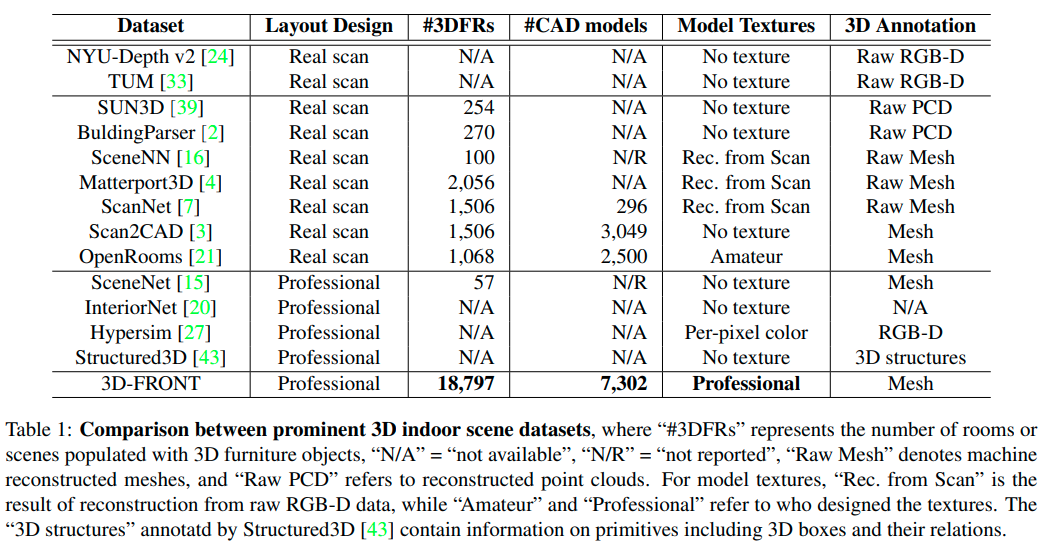 Dataset Layout Design #3DFRs #CAD models Model Textures 3D Annotation
NYU-Depth v2 [24] Real scan N/A N/A No texture Raw RGB-D
TUM [33] Real scan N/A N/A No texture Raw RGB-D
SUN3D [39] Real scan 254 N/A No texture Raw PCD
BuldingParser [2] Real scan 270 N/A No texture Raw PCD
SceneNN [16] Real scan 100 N/R Rec. from Scan Raw Mesh
Matterport3D [4] Real scan 2,056 N/A Rec. from Scan Raw Mesh
ScanNet [7] Real scan 1,506 296 Rec. from Scan Raw Mesh
Scan2CAD [3] Real scan 1,506 3,049 No texture Mesh
OpenRooms [21] Real scan 1,068 2,500 Amateur Mesh
SceneNet [15] Professional 57 N/R No texture Mesh
InteriorNet [20] Professional N/A N/A No texture N/A
Hypersim [27] Professional N/A N/A Per-pixel color RGB-D
Structured3D [43] Professional N/A N/A No texture 3D structures
3D-FRONT Professional 18,797 7,302 Professional Mesh
Table 1: Comparison between prominent 3D indoor scene datasets, where “#3DFRs” represents the number of rooms or
scenes populated with 3D furniture objects, “N/A” = “not available”, “N/R” = “not reported”, “Raw Mesh” denotes machine
reconstructed meshes, and “Raw PCD” refers to reconstructed point clouds. For model textures, “Rec. from Scan” is the
result of reconstruction from raw RGB-D data, while “Amateur” and “Professional” refer to who designed the textures. The
“3D structures” annotatd by Structured3D [43] contain information on primitives including 3D boxes and their relations.